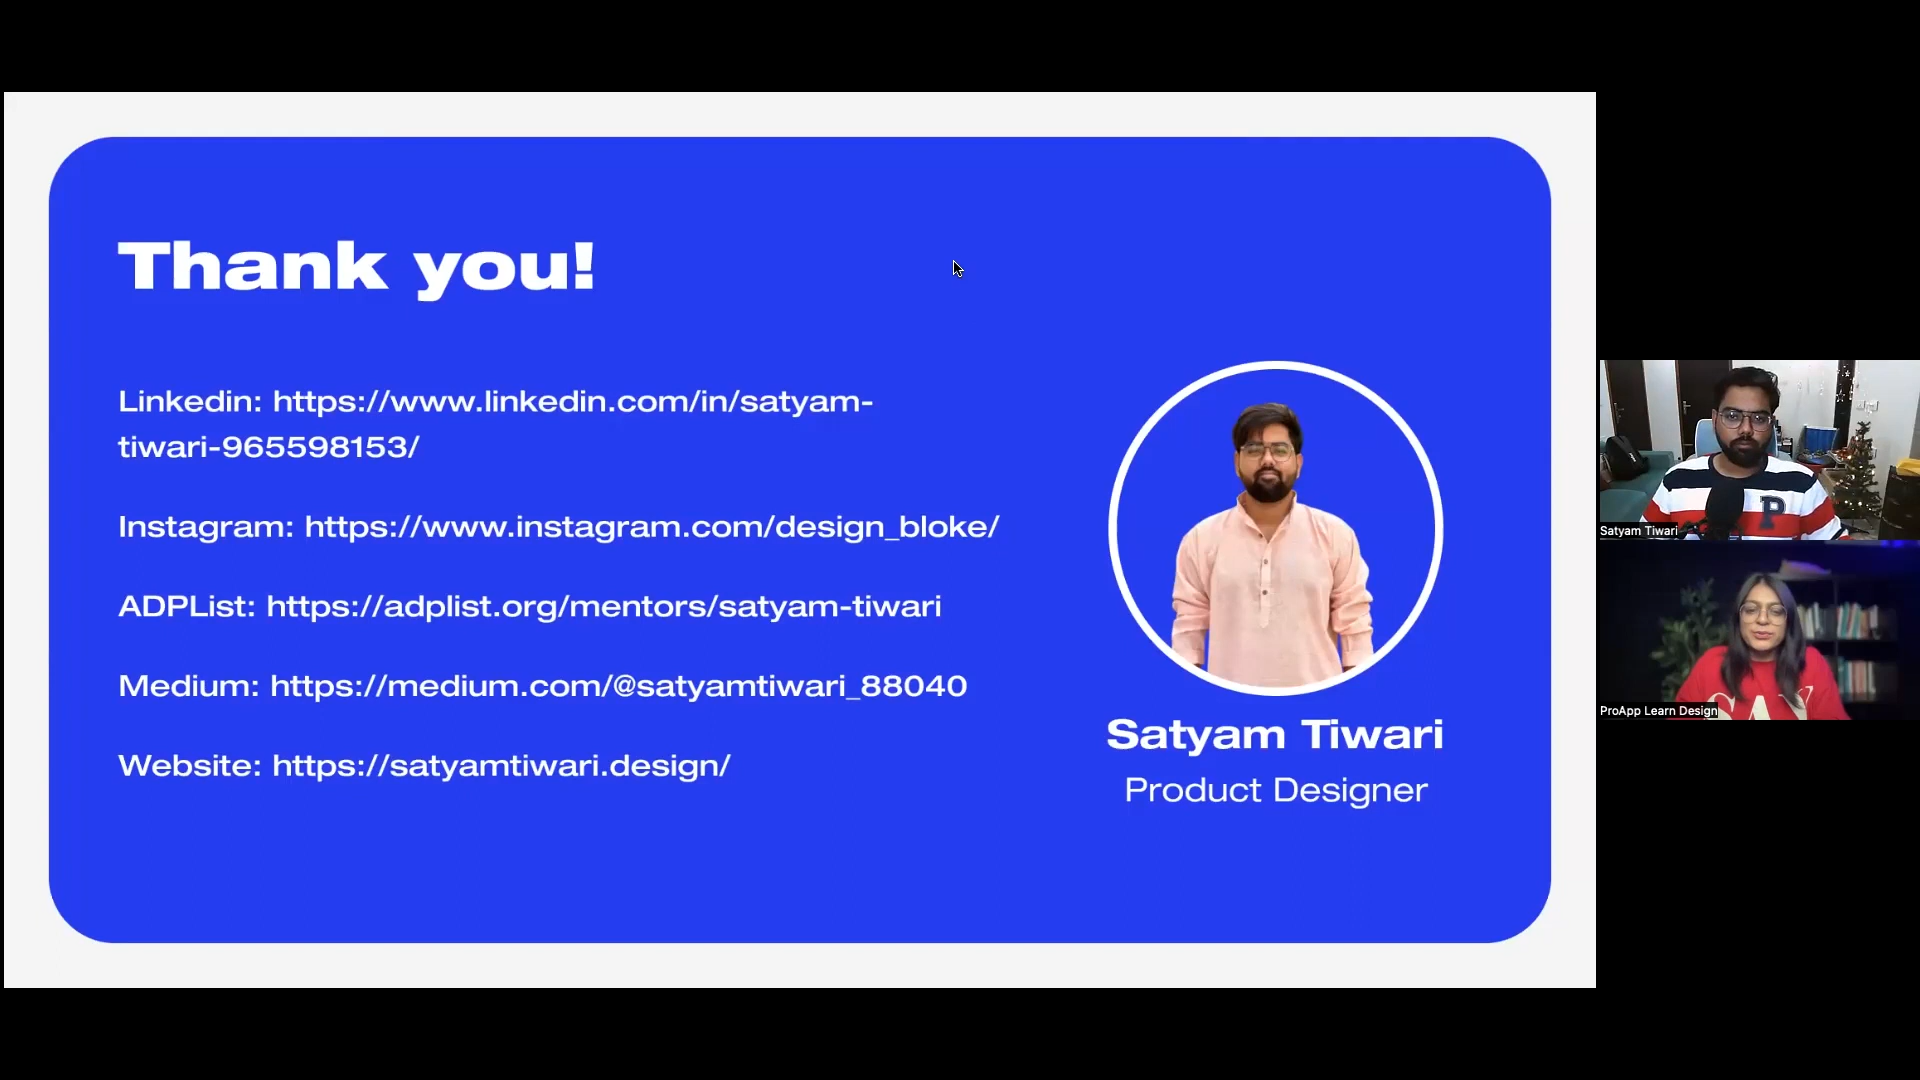 Thank you!
Linkedin: https://www.linkedin.com/in/satyam-
tiwari-965598153/
Instagram: https://www.instagram.com/design_bloke/
ADPList: https://adplist.org/mentors/satyam-tiwari
Medium: https://medium.com/@satyamtiwari_88040
Website: https://satyamtiwari.design/
Satyam Tiwari
Product Designer
P
Satyam Tiwari
ProApp Learn Design